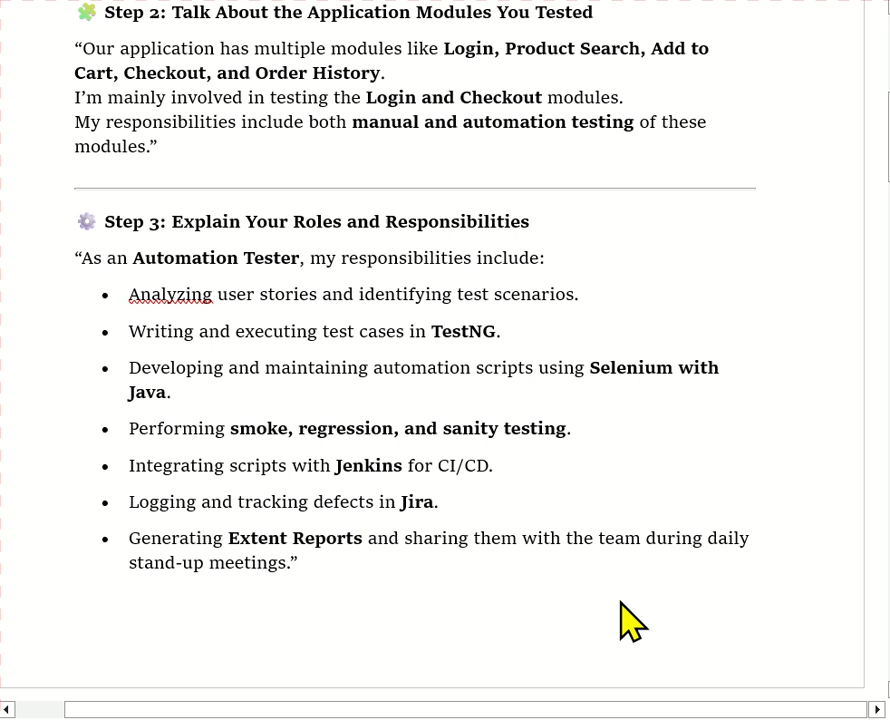 🧩 Step 2: Talk About the Application Modules You Tested
“Our application has multiple modules like Login, Product Search, Add to
Cart, Checkout, and Order History.
I’m mainly involved in testing the Login and Checkout modules.
My responsibilities include both manual and automation testing of these
modules.”
⚙️ Step 3: Explain Your Roles and Responsibilities
“As an Automation Tester, my responsibilities include:
• Analyzing user stories and identifying test scenarios.
• Writing and executing test cases in TestNG.
• Developing and maintaining automation scripts using Selenium with
Java.
• Performing smoke, regression, and sanity testing.
• Integrating scripts with Jenkins for CI/CD.
• Logging and tracking defects in Jira.
• Generating Extent Reports and sharing them with the team during daily
stand-up meetings.”